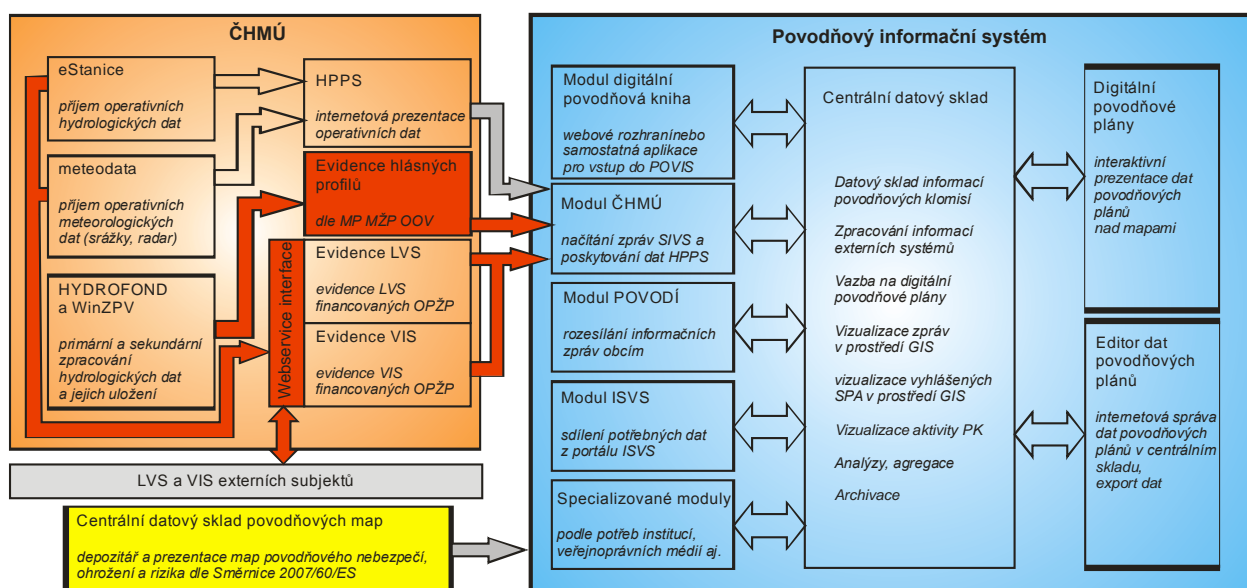 ČHMÚ
eStanice
příjem operativních
hydrologických dat
meteodata
příjem operativních
meteorologických
dat (srážky, radar)
HYDROFOND
a WinZPV
primární a sekundární
zpracování
hydrologických dat
a jejich uložení
HPPS
internetová prezentace
operativních dat
Evidence hlásných
profilů
dle MP MŽP OOV
Webservice interface
Evidence LVS
evidence LVS
financovaných OPŽP
Evidence VIS
evidence VIS
financovaných OPŽP
LVS a VIS externích subjektů
Centrální datový sklad povodňových map
depozitář a prezentace map povodňového nebezpečí,
ohrožení a rizika dle Směrnice 2007/60/ES
Povodňový informační systém
Modul digitální
povodňová kniha
webové rozhranínebo
samostatná aplikace
pro vstup do POVIS
Modul ČHMÚ
načítání zpráv SIVS a
poskytování dat HPPS
Modul POVODÍ
rozesílání informačních
zpráv obcím
Modul ISVS
sdílení potřebných dat
z portálu ISVS
Specializované moduly
podle potřeb institucí,
veřejnoprávních médií aj.
Centrální datový sklad
Datový sklad informací
povodňových klomisí
Zpracování informací
externích systémů
Vazba na digitální
povodňové plány
Vizualizace zpráv
v prostředí GIS
vizualizace vyhlášených
SPA v prostředí GIS
Vizualizace aktivity PK
Analýzy, agregace
Archivace
Digitální
povodňové
plány
interaktivní
prezentace dat
povodňových
plánů
nad mapami
Editor dat
povodňových
plánů
internetová správa
dat povodňových
plánů v centrálním
skladu,
export dat